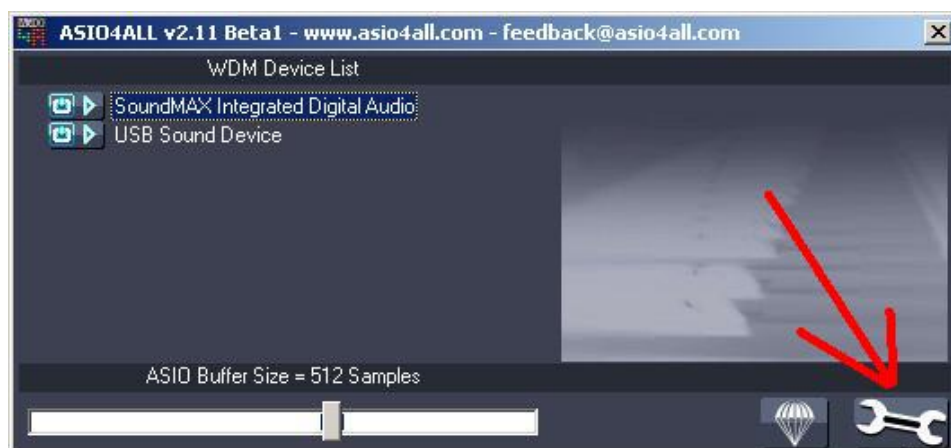 ASIO4ALL v2.11 Beta1 - www.asio4all.com - feedback@asio4all.com
WDM Device List
SoundMAX Integrated Digital Audio
USB Sound Device
ASIO Buffer Size = 512 Samples